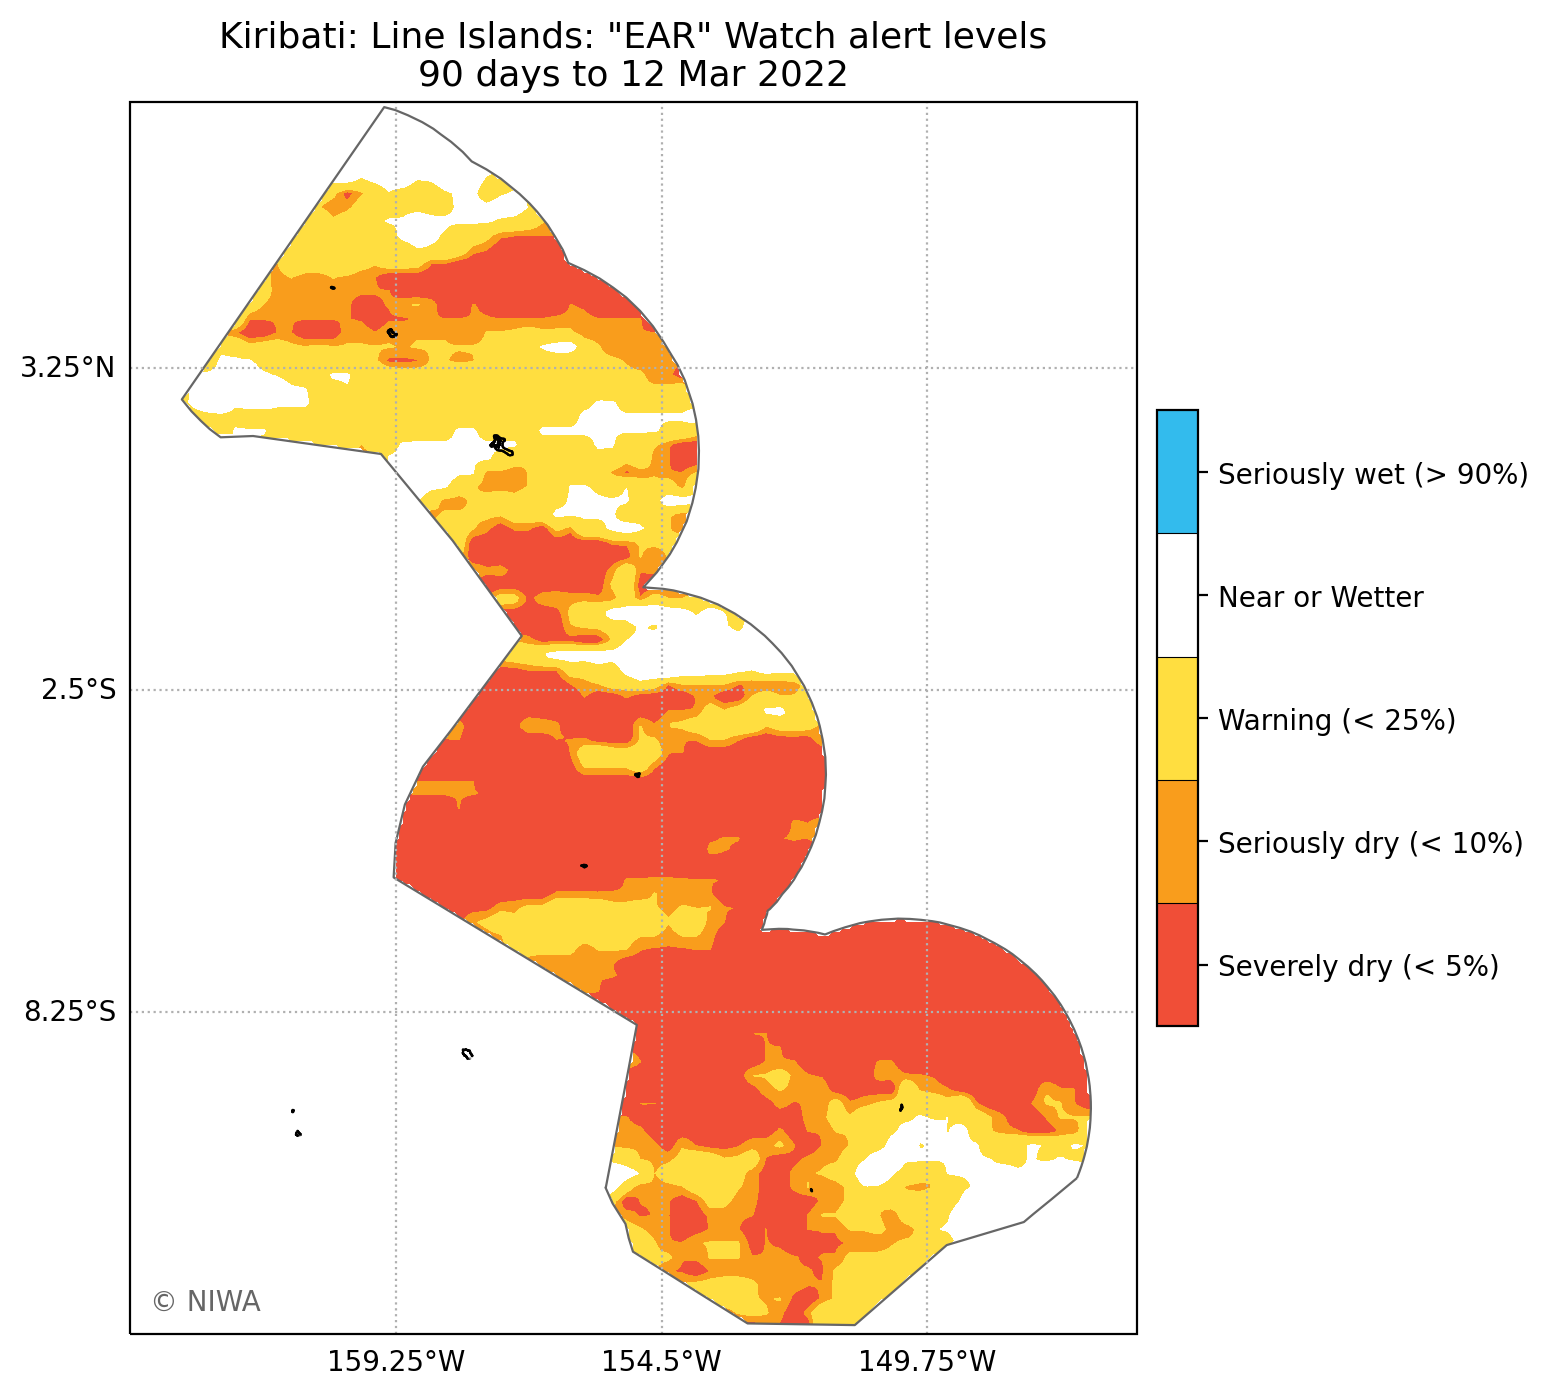 Kiribati: Line Islands: "EAR" Watch alert levels
90 days to 12 Mar 2022
3.25°N
2.5°S
8.25°S
159.25°W
154.5°W
149.75°W
© NIWA
Seriously wet (> 90%)
Near or Wetter
Warning (< 25%)
Seriously dry (< 10%)
Severely dry (< 5%)